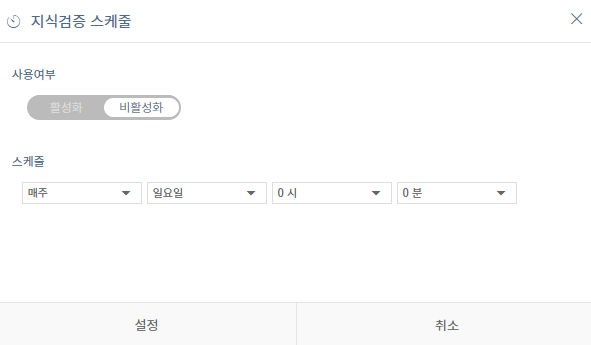 지식검증 스케줄
사용여부
활성화 비활성화
스케줄
매주 일요일 0 시 0 분
설정 취소